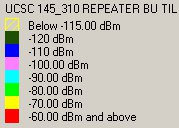 UCSC 145_310 REPEATER BU TIL
Below -115.00 dBm
-120 dBm
-110 dBm
-100.00 dBm
-90.00 dBm
-80.00 dBm
-70.00 dBm
-60.00 dBm and above